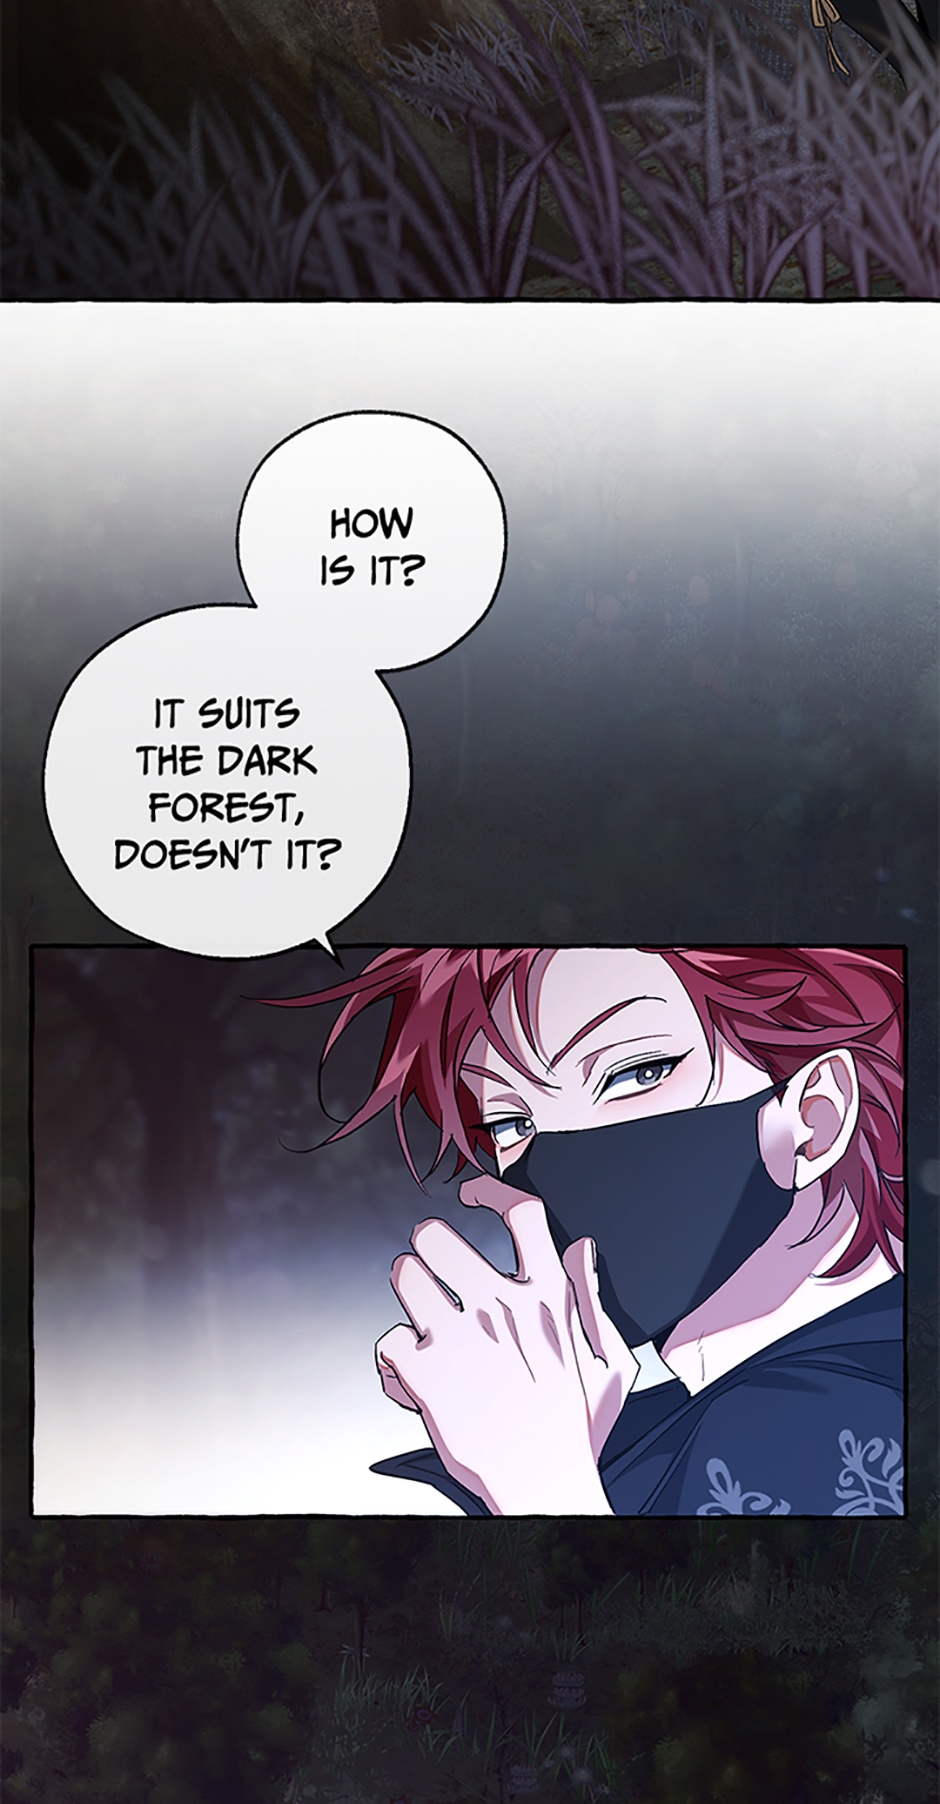 HOW
IS IT?
IT SUITS
THE DARK
FOREST,
DOESN'T IT?